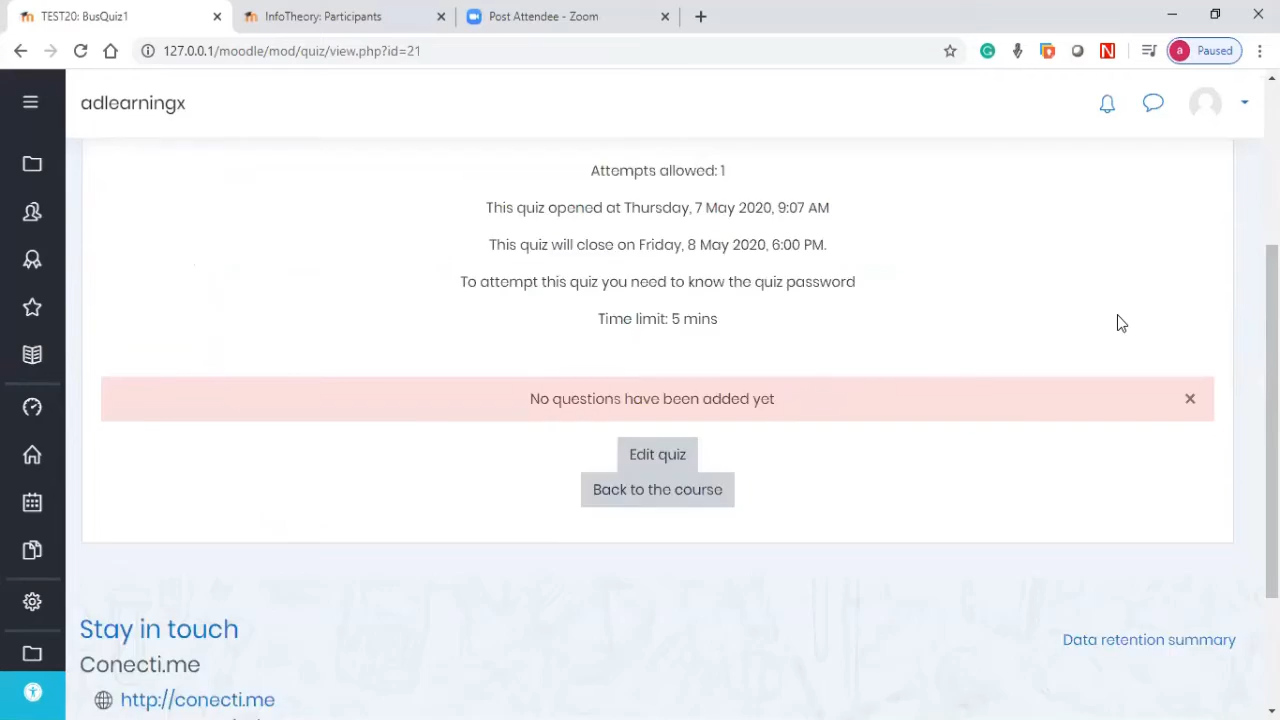 TEST20: BusQuiz1
InfoTheory: Participants
Post Attendee - Zoom
127.0.0.1/moodle/mod/quiz/view.php?id=21
a
Paused
adlearningx
Attempts allowed: 1
This quiz opened at Thursday, 7 May 2020, 9:07 AM
This quiz will close on Friday, 8 May 2020, 6:00 PM.
To attempt this quiz you need to know the quiz password
Time limit: 5 mins
No questions have been added yet
Edit quiz
Back to the course
Stay in touch
Data retention summary
Conecti.me
http://conecti.me